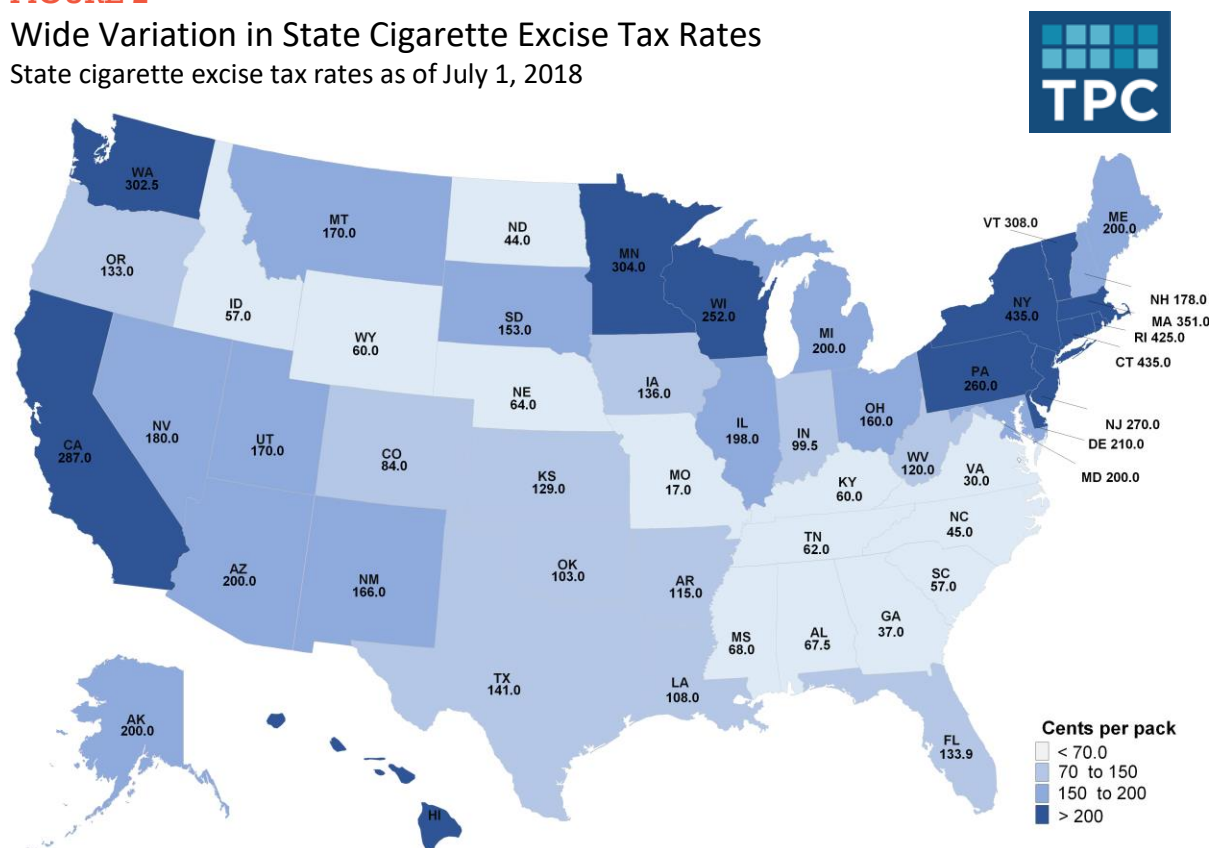 FIGURE 2
Wide Variation in State Cigarette Excise Tax Rates
State cigarette excise tax rates as of July 1, 2018
TPC
WA
302.5
OR
133.0
CA
287.0
ID
57.0
NV
180.0
MT
170.0
WY
60.0
UT
170.0
AZ
200.0
CO
84.0
NM
166.0
ND
44.0
SD
153.0
NE
64.0
KS
129.0
OK
103.0
TX
141.0
MN
304.0
IA
136.0
MO
17.0
AR
115.0
LA
108.0
WI
252.0
IL
198.0
MI
200.0
IN
99.5
OH
160.0
KY
60.0
TN
62.0
MS
68.0
AL
67.5
GA
37.0
FL
133.9
SC
57.0
NC
45.0
VA
30.0
WV
120.0
PA
260.0
NY
435.0
VT 308.0
ME
200.0
NH 178.0
MA 351.0
RI 425.0
CT 435.0
NJ 270.0
DE 210.0
MD 200.0
AK
200.0
HI
Cents per pack
< 70.0
70 to 150
150 to 200
> 200